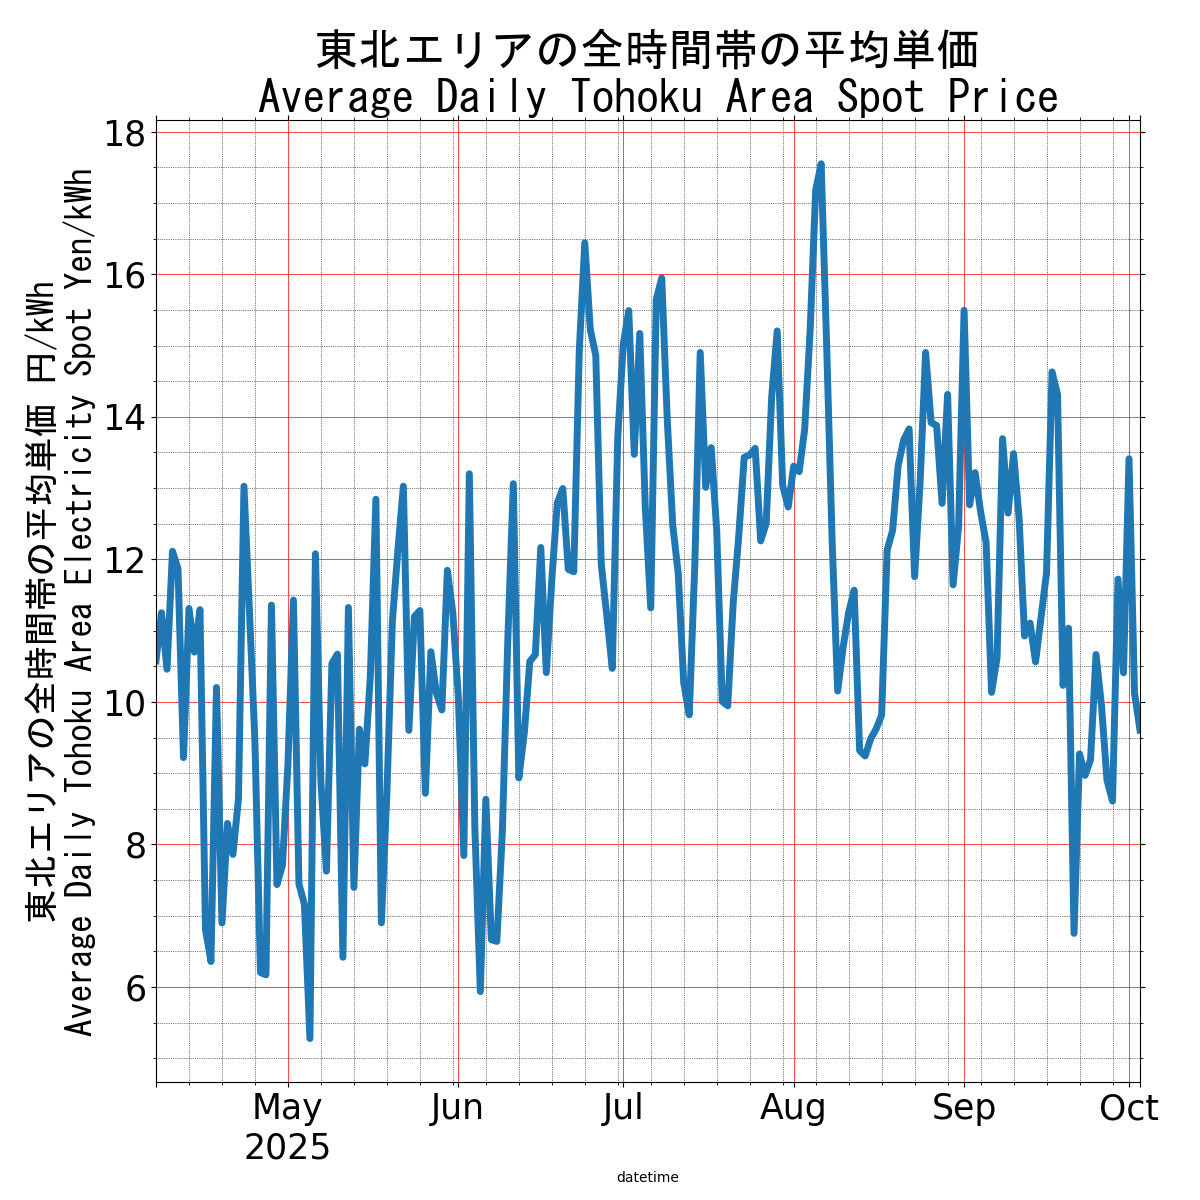 東北エリアの全時間帯の平均単価
Average Daily Tohoku Area Spot Price
東北エリアの全時間帯の平均単価 円/kWh
Average Daily Tohoku Area Electricity Spot Yen/kWh
18
16
14
12
10
8
6
May
2025
Jun
Jul
Aug
Sep
Oct
datetime